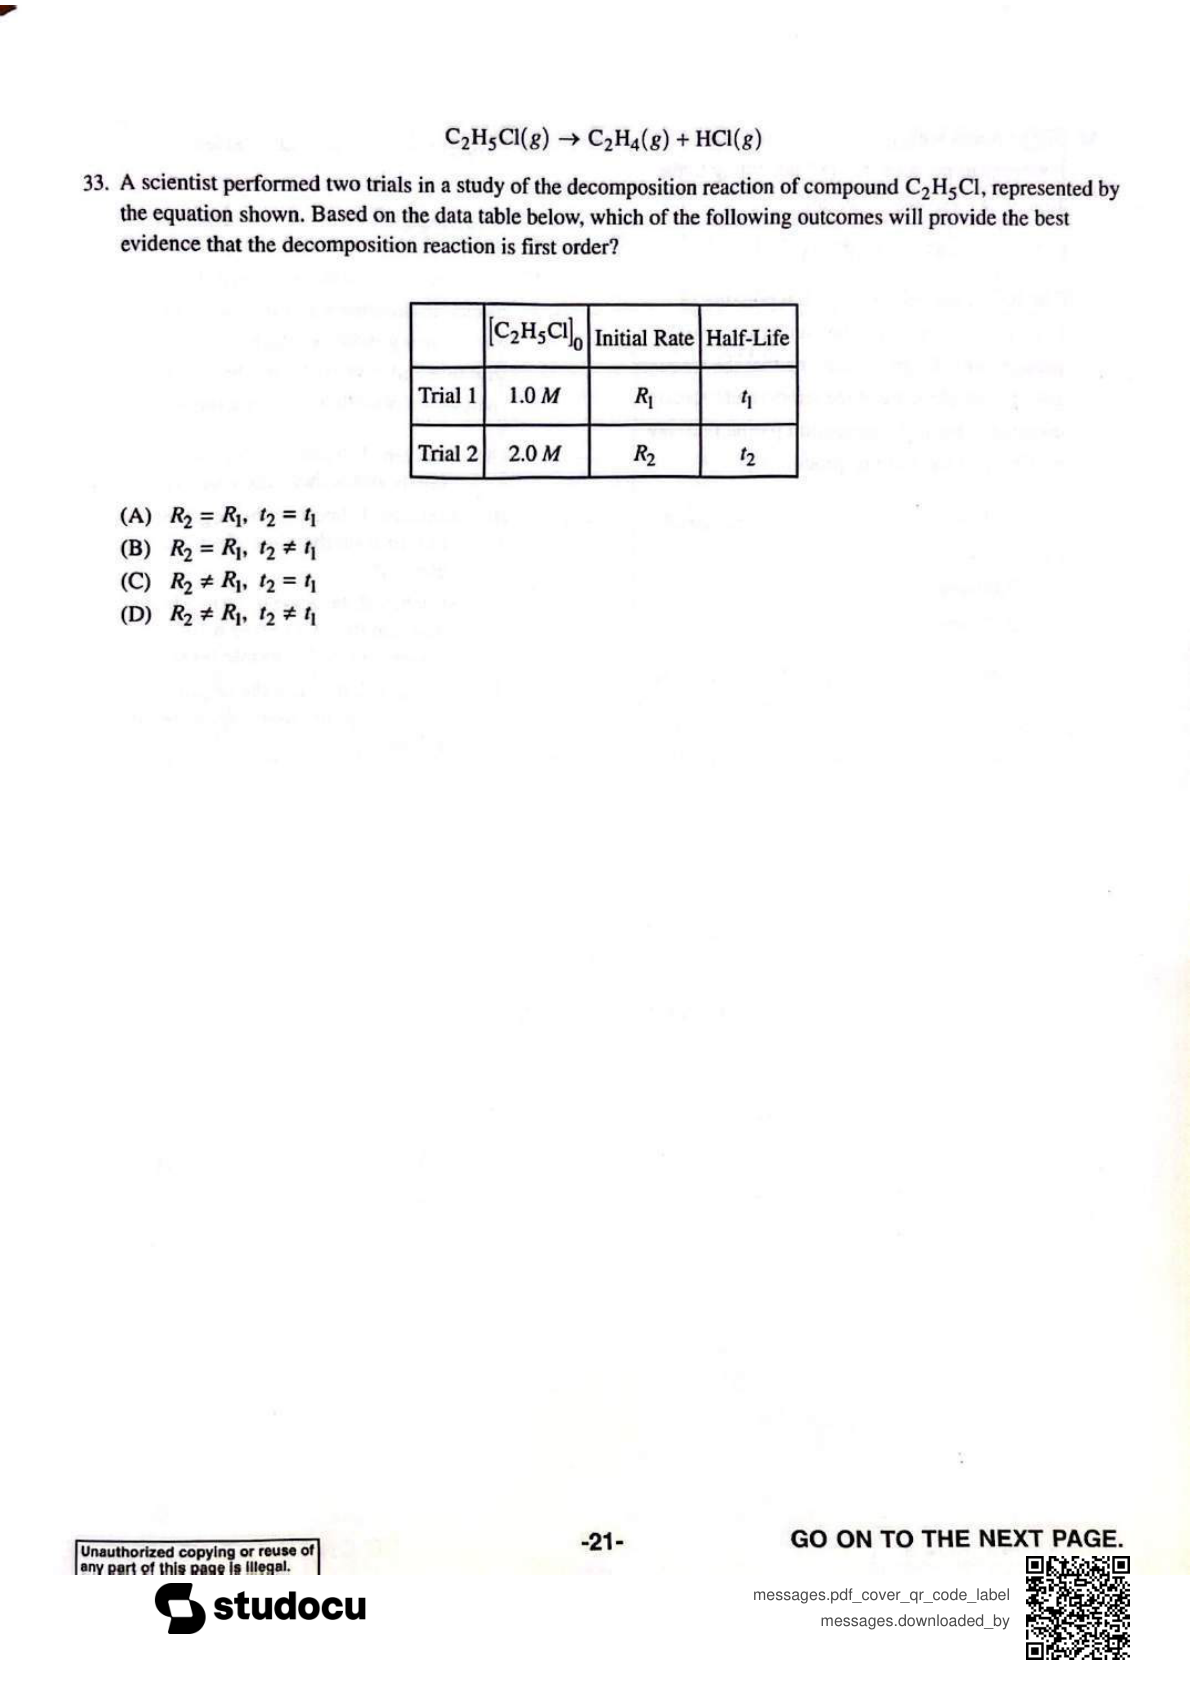 C₂H₅Cl(g) → C₂H₄(g) + HCl(g)
33. A scientist performed two trials in a study of the decomposition reaction of compound C₂H₅Cl, represented by
the equation shown. Based on the data table below, which of the following outcomes will provide the best
evidence that the decomposition reaction is first order?
[C₂H₅Cl]₀ Initial Rate Half-Life
Trial 1 1.0 M R₁ t₁
Trial 2 2.0 M R₂ t₂
(A) R₂ = R₁, t₂ = t₁
(B) R₂ = R₁, t₂ ≠ t₁
(C) R₂ ≠ R₁, t₂ = t₁
(D) R₂ ≠ R₁, t₂ ≠ t₁
Unauthorized copying or reuse of
any part of this page is illegal.
-21-
GO ON TO THE NEXT PAGE.
studocu
messages.pdf_cover_qr_code_label
messages.downloaded_by